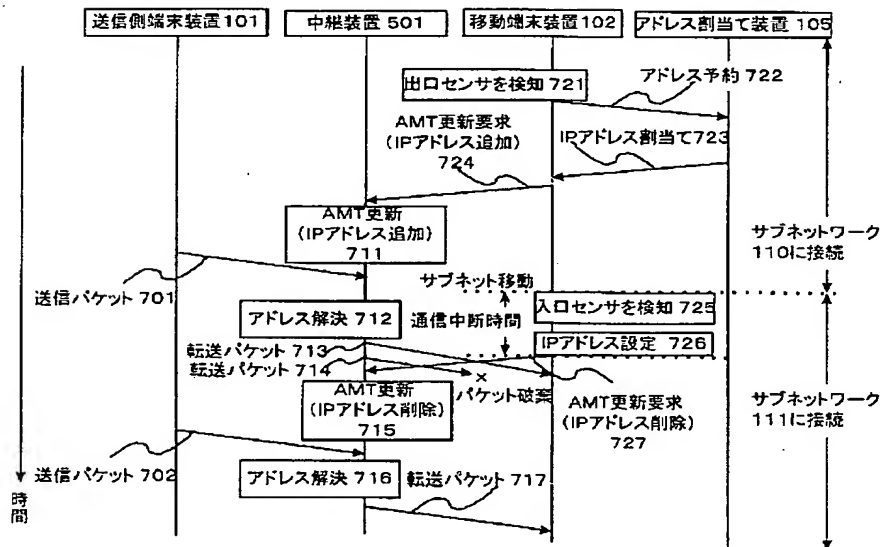 送信側端末装置101
中継装置 501
移動端末装置102
アドレス割当て装置 105
出口センサを検知 721
アドレス予約 722
AMT更新要求
(IPアドレス追加)
724
IPアドレス割当て723
AMT更新
(IPアドレス追加)
711
サブネットワーク
110に接続
送信パケット 701
サブネット移動
アドレス解決 712
通信中断時間
入口センサを検知 725
IPアドレス設定 726
転送パケット 713
転送パケット 714
×
パケット破棄
AMT更新
(IPアドレス削除)
715
AMT更新要求
(IPアドレス削除)
727
サブネットワーク
111に接続
送信パケット 702
アドレス解決 716
転送パケット 717
時間